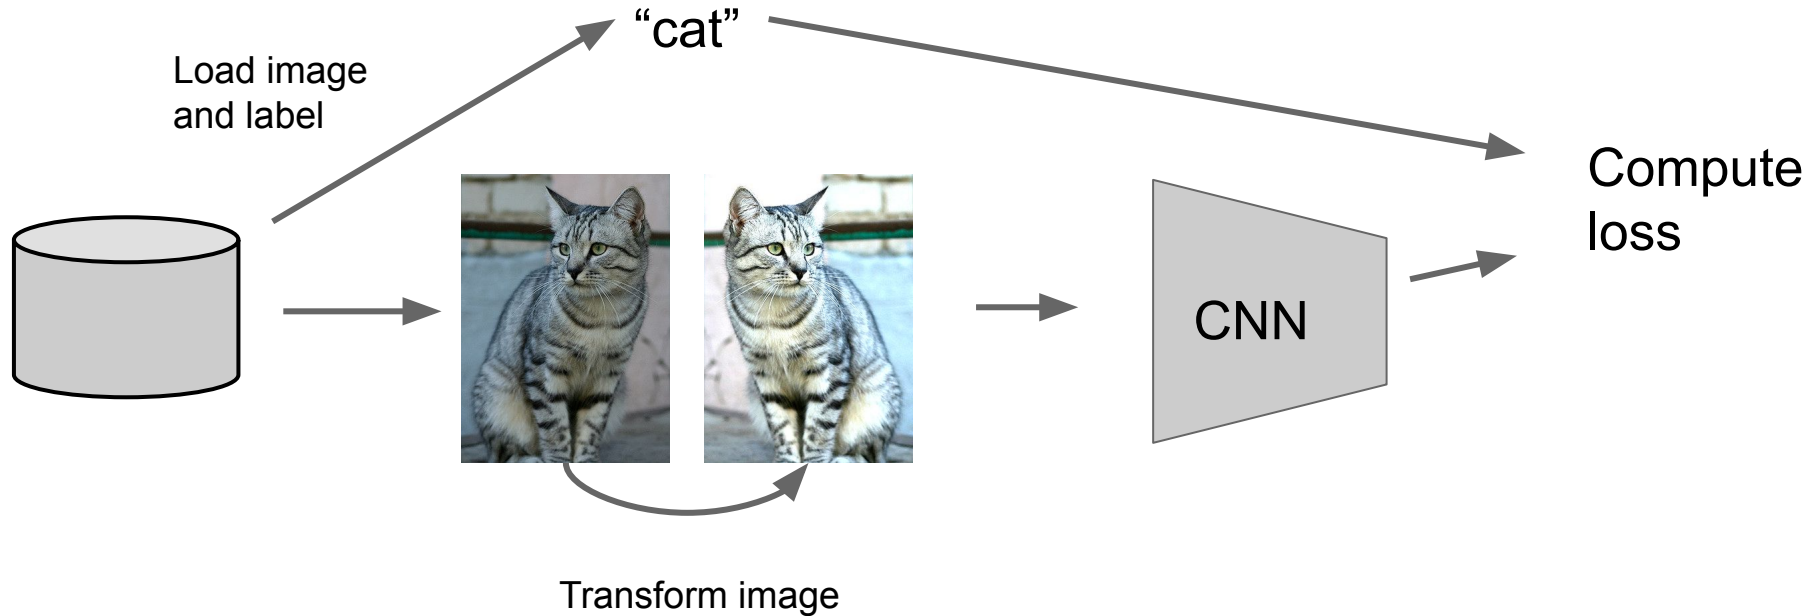 “cat”
Load image
and label
Compute
loss
CNN
Transform image